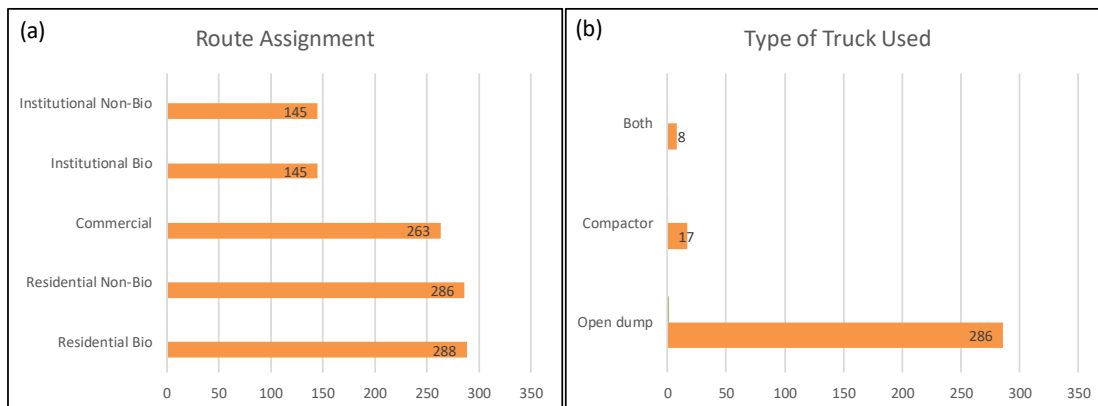 (a)
Route Assignment
Institutional Non-Bio
145
Institutional Bio
145
Commercial
263
Residential Non-Bio
286
Residential Bio
288
0 50 100 150 200 250 300 350
(b)
Type of Truck Used
Both
8
Compactor
17
Open dump
286
0 50 100 150 200 250 300 350